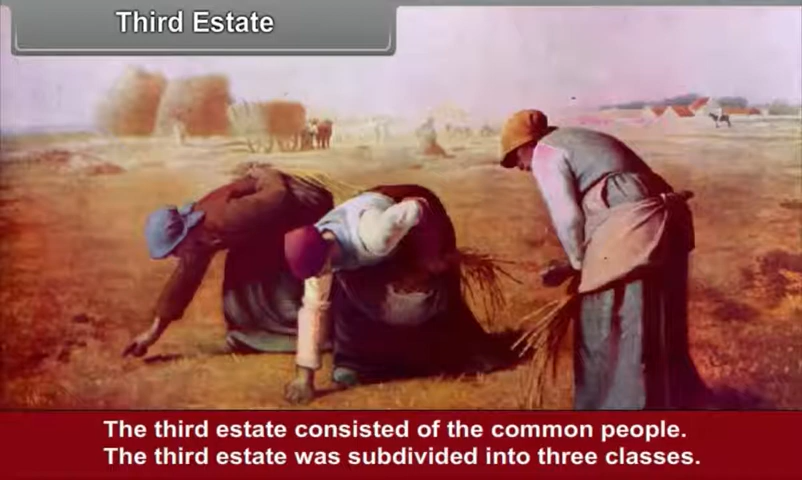 Third Estate
The third estate consisted of the common people.
The third estate was subdivided into three classes.